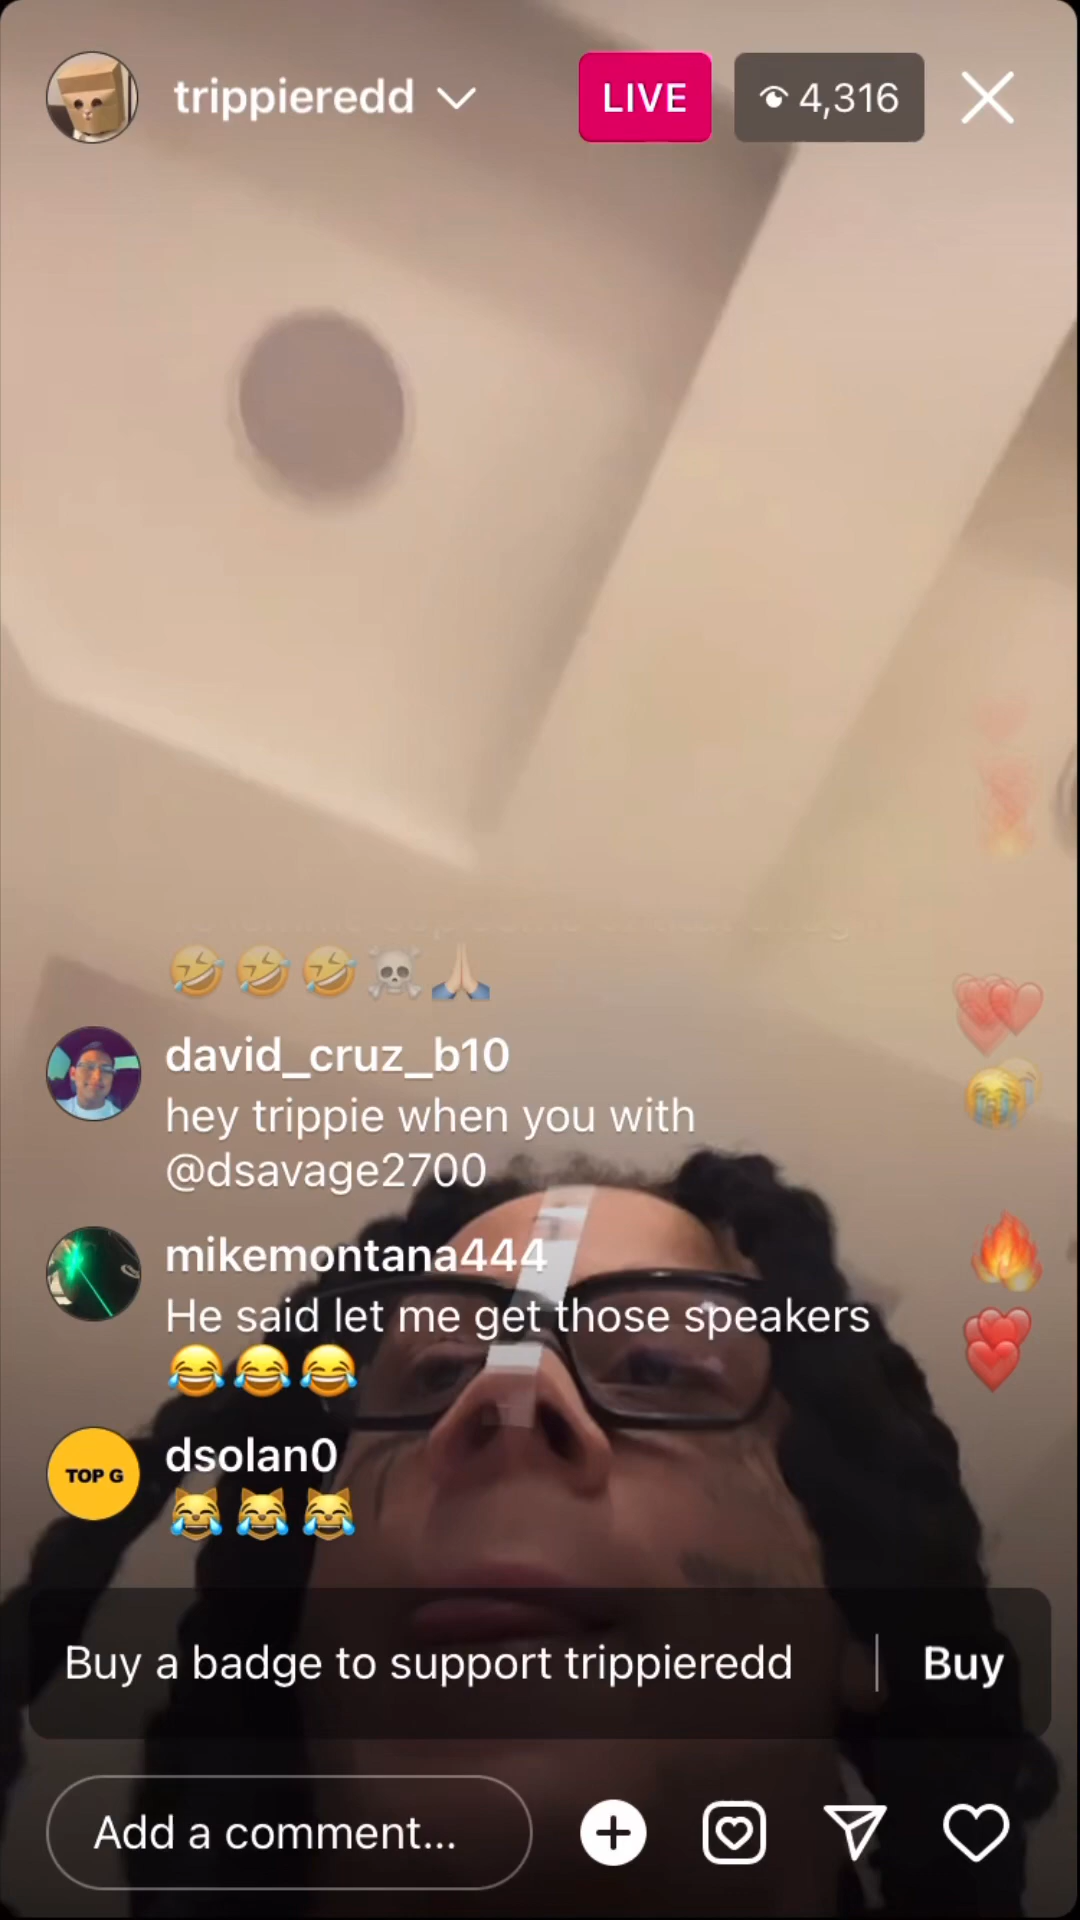 trippieredd
LIVE
4,316
🤣🤣🤣☠️🙏🏻
david_cruz_b10
hey trippie when you with
@dsavage2700
mikemontana444
He said let me get those speakers
😂😂😂
TOP G
dsolan0
😹😹😹
Buy a badge to support trippieredd
Buy
Add a comment...